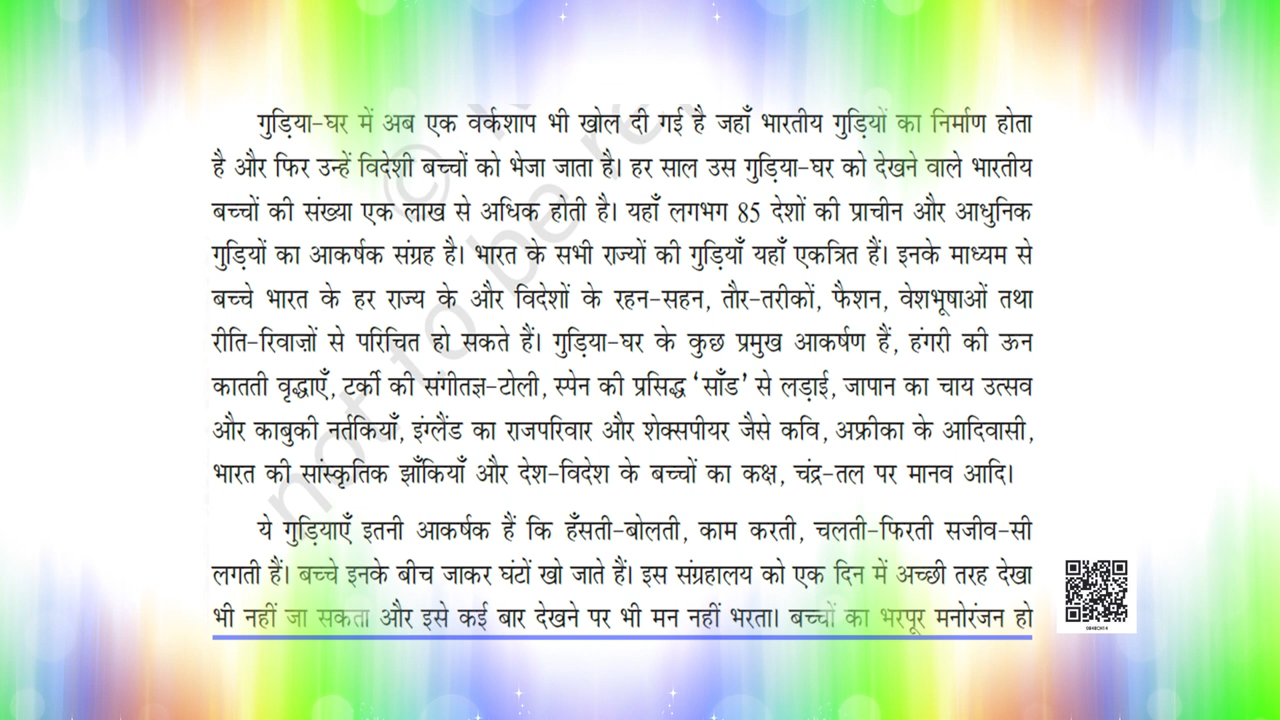 गुड़िया-घर में अब एक वर्कशाप भी खोल दी गई है जहाँ भारतीय गुड़ियों का निर्माण होता
है और फिर उन्हें विदेशी बच्चों को भेजा जाता है। हर साल उस गुड़िया-घर को देखने वाले भारतीय
बच्चों की संख्या एक लाख से अधिक होती है। यहाँ लगभग 85 देशों की प्राचीन और आधुनिक
गुड़ियों का आकर्षक संग्रह है। भारत के सभी राज्यों की गुड़ियाँ यहाँ एकत्रित हैं। इनके माध्यम से
बच्चे भारत के हर राज्य के और विदेशों के रहन-सहन, तौर-तरीकों, फैशन, वेशभूषाओं तथा
रीति-रिवाज़ों से परिचित हो सकते हैं। गुड़िया-घर के कुछ प्रमुख आकर्षण हैं, हंगरी की ऊन
कातती वृद्धाएँ, टर्की की संगीतज्ञ-टोली, स्पेन की प्रसिद्ध ‘साँड’ से लड़ाई, जापान का चाय उत्सव
और काबुकी नर्तकियाँ, इंग्लैंड का राजपरिवार और शेक्सपीयर जैसे कवि, अफ्रीका के आदिवासी,
भारत की सांस्कृतिक झाँकियाँ और देश-विदेश के बच्चों का कक्ष, चंद्र-तल पर मानव आदि।
ये गुड़ियाएँ इतनी आकर्षक हैं कि हँसती-बोलती, काम करती, चलती-फिरती सजीव-सी
लगती हैं। बच्चे इनके बीच जाकर घंटों खो जाते हैं। इस संग्रहालय को एक दिन में अच्छी तरह देखा
भी नहीं जा सकता और इसे कई बार देखने पर भी मन नहीं भरता। बच्चों का भरपूर मनोरंजन हो
© not to be re